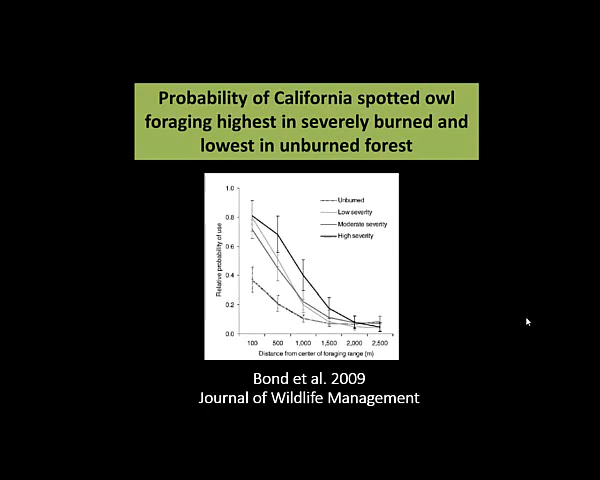 Probability of California spotted owl
foraging highest in severely burned and
lowest in unburned forest
Relative probability of use
1.0
0.8
0.6
0.4
0.2
0.0
Unburned
Low severity
Moderate severity
High severity
100 500 1,000 1,500 2,000 2,500
Distance from center of foraging range (m)
Bond et al. 2009
Journal of Wildlife Management